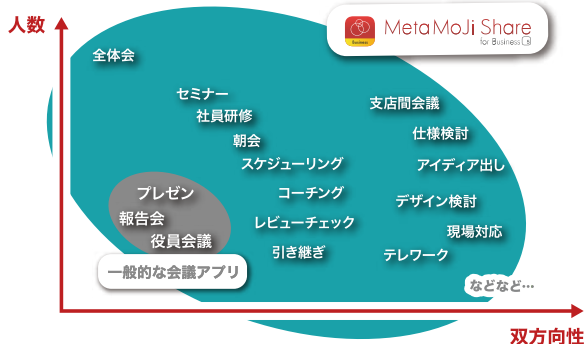 人数
MetaMoJi Share
for Business
Business
全体会
セミナー
社員研修
朝会
スケジューリング
コーチング
レビューチェック
引き継ぎ
支店間会議
仕様検討
アイディア出し
デザイン検討
現場対応
テレワーク
プレゼン
報告会
役員会議
一般的な会議アプリ
などなど…
双方向性